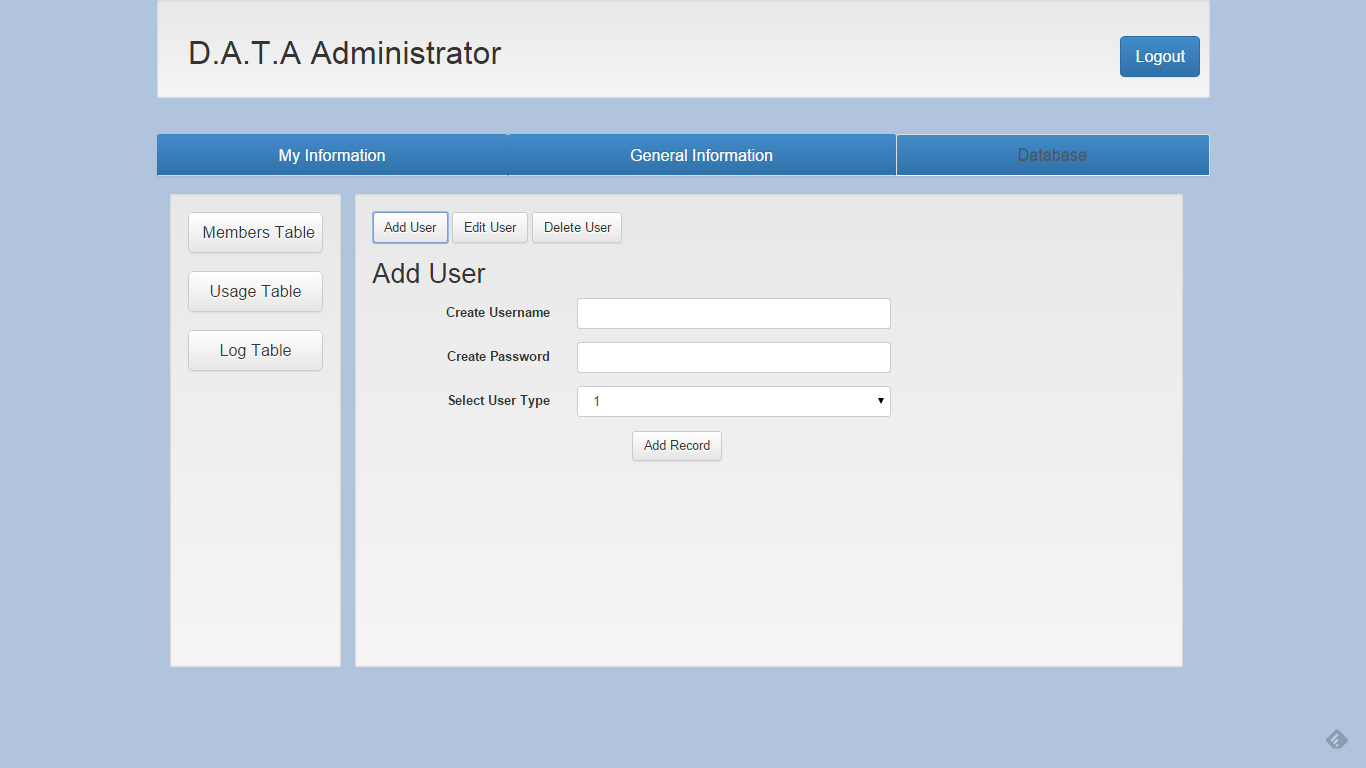 D.A.T.A Administrator
Logout
My Information General Information Database
Members Table
Usage Table
Log Table
Add User Edit User Delete User
Add User
Create Username
Create Password
Select User Type 1
Add Record